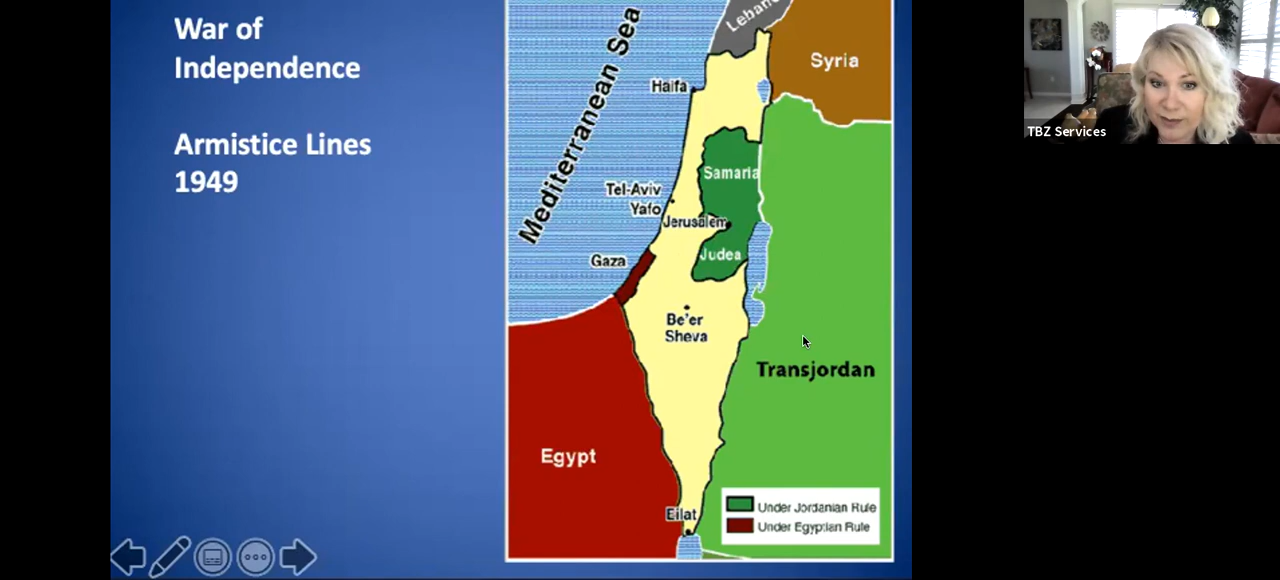 War of
Independence
Armistice Lines
1949
Mediterranean Sea
Lebanon
Syria
Haifa
Samaria
Tel-Aviv
Yafo
Jerusalem
Judea
Gaza
Be'er
Sheva
Transjordan
Egypt
Eilat
Under Jordanian Rule
Under Egyptian Rule
TBZ Services